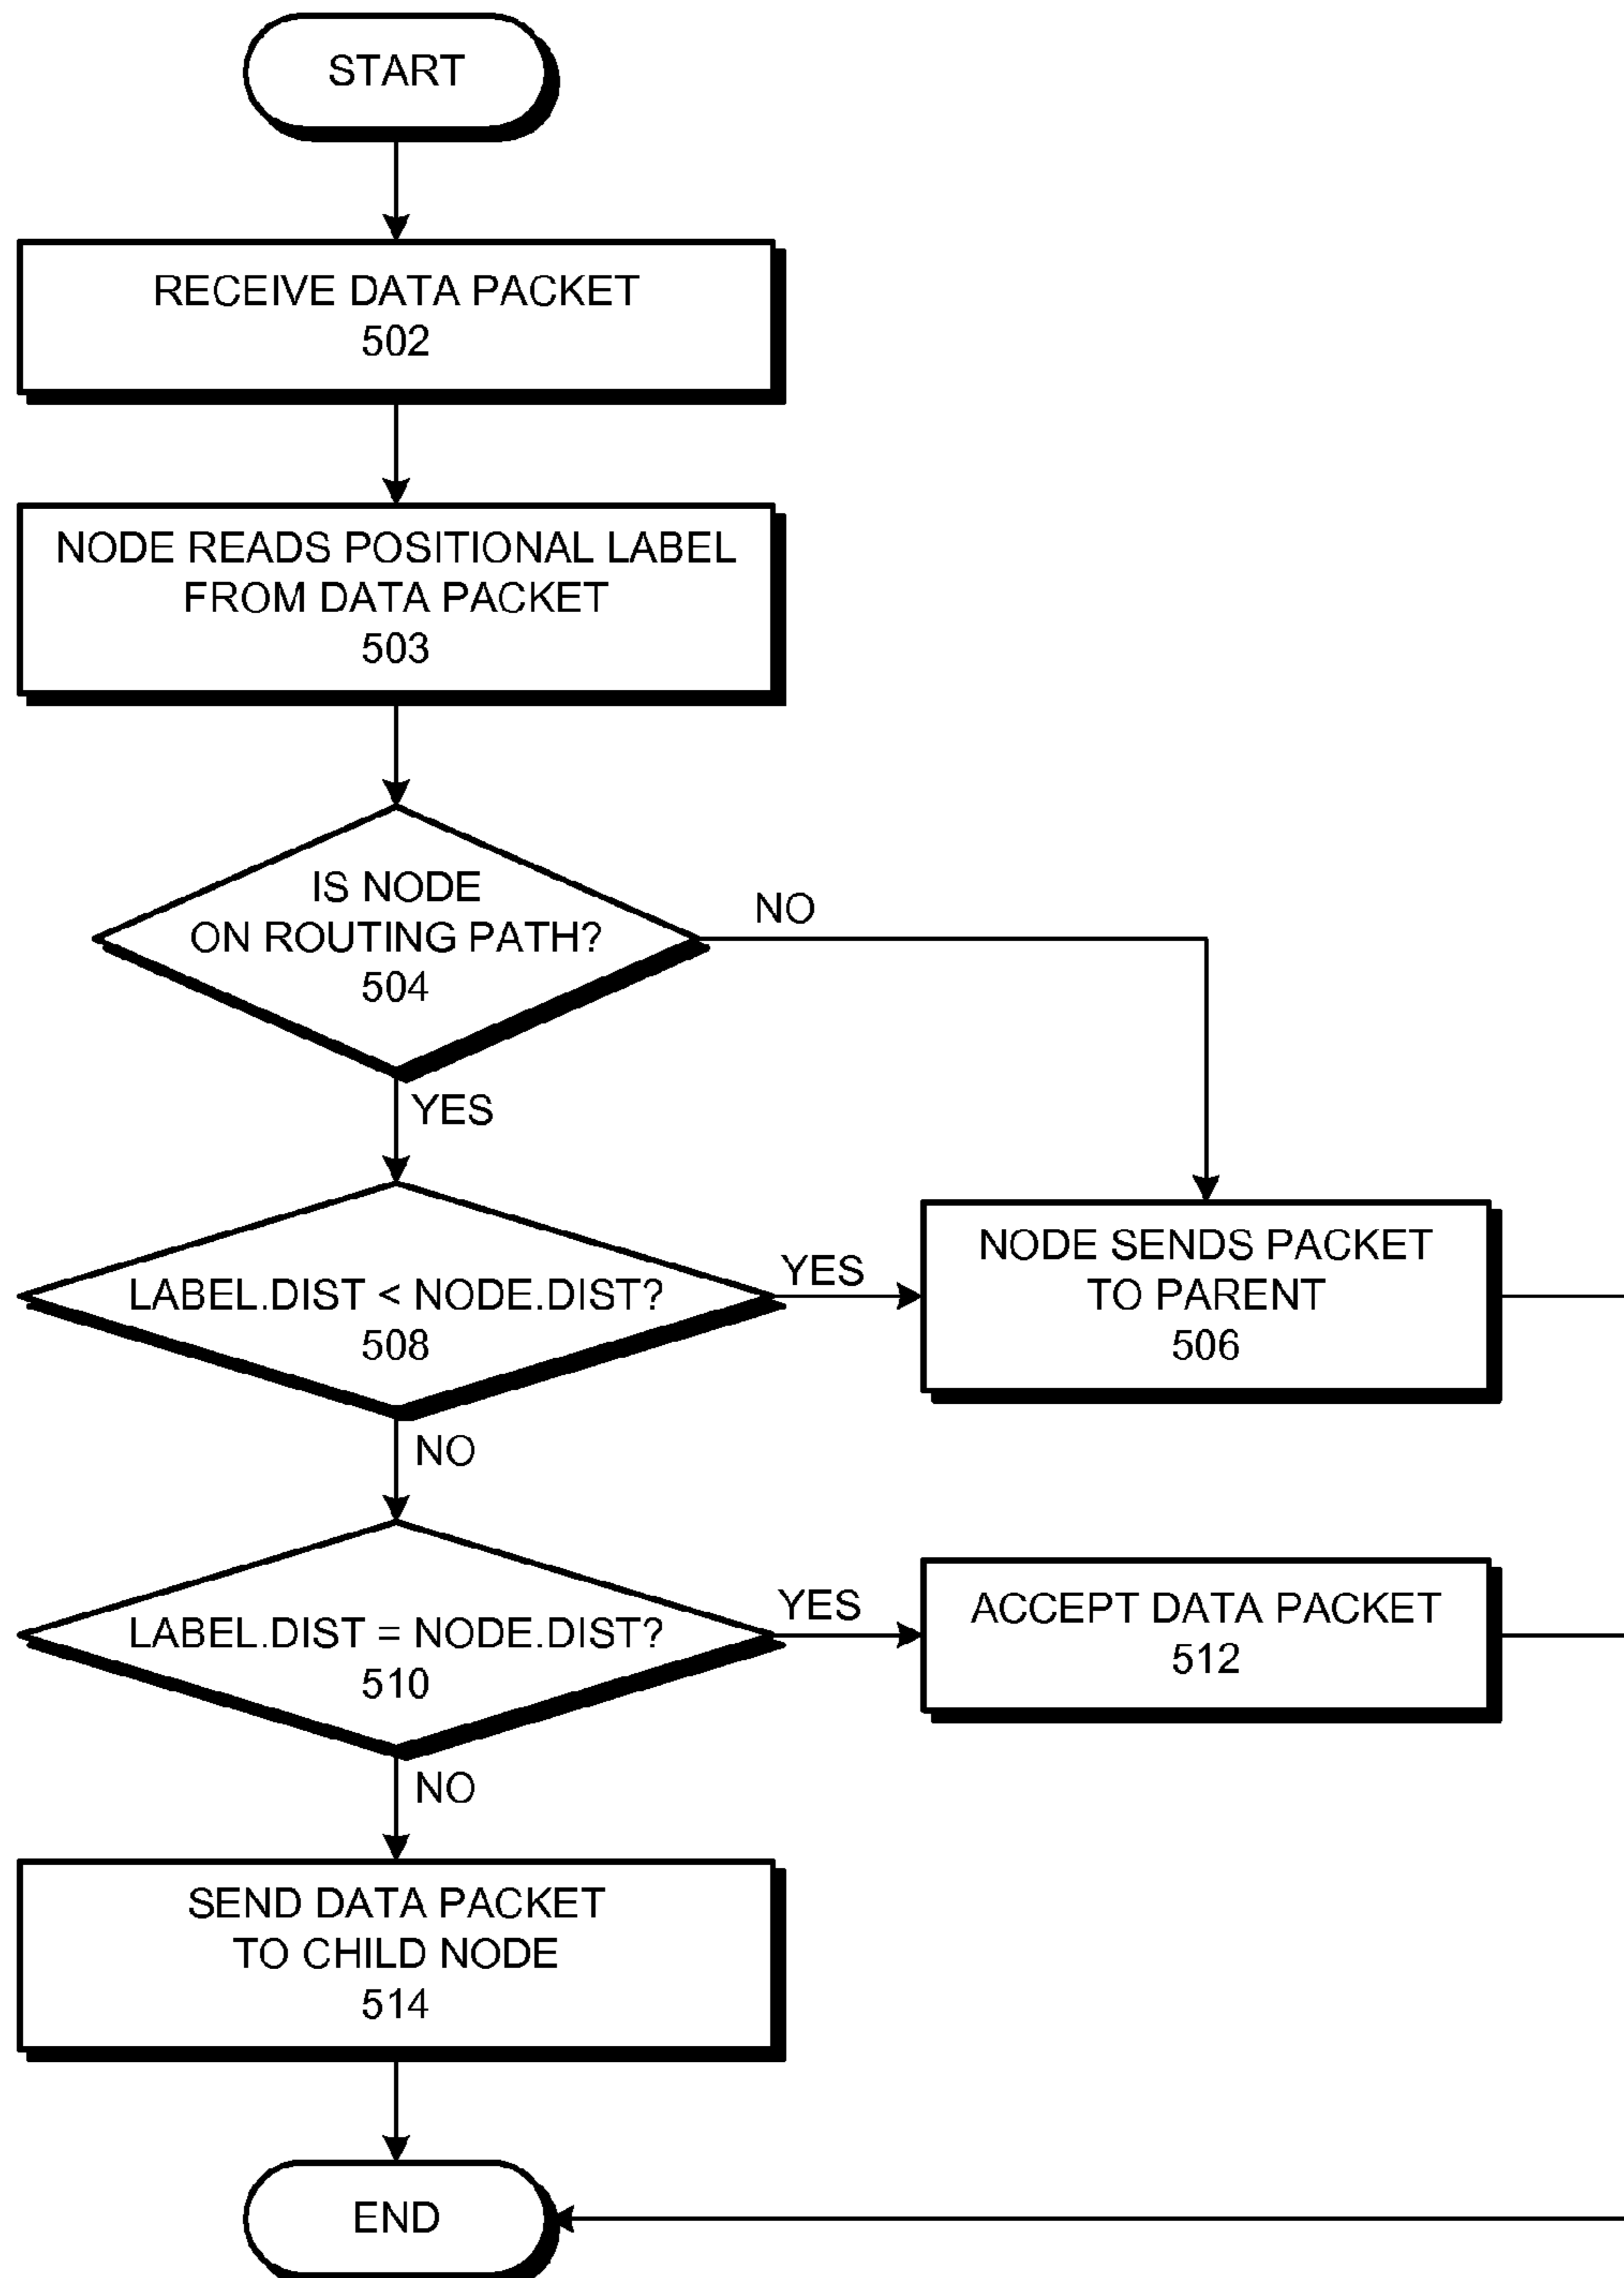 START
RECEIVE DATA PACKET
502
NODE READS POSITIONAL LABEL
FROM DATA PACKET
503
IS NODE
ON ROUTING PATH?
504
NO
YES
LABEL.DIST < NODE.DIST?
508
YES
NODE SENDS PACKET
TO PARENT
506
NO
LABEL.DIST = NODE.DIST?
510
YES
ACCEPT DATA PACKET
512
NO
SEND DATA PACKET
TO CHILD NODE
514
END